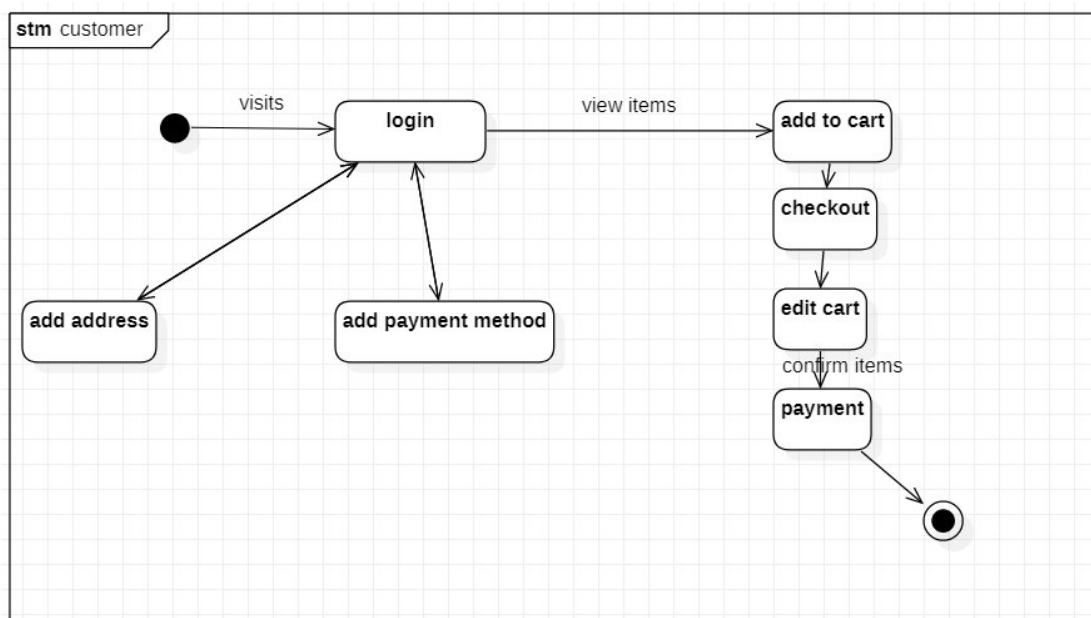 stm customer
visits
login
view items
add to cart
checkout
add address
add payment method
edit cart
confirm items
payment